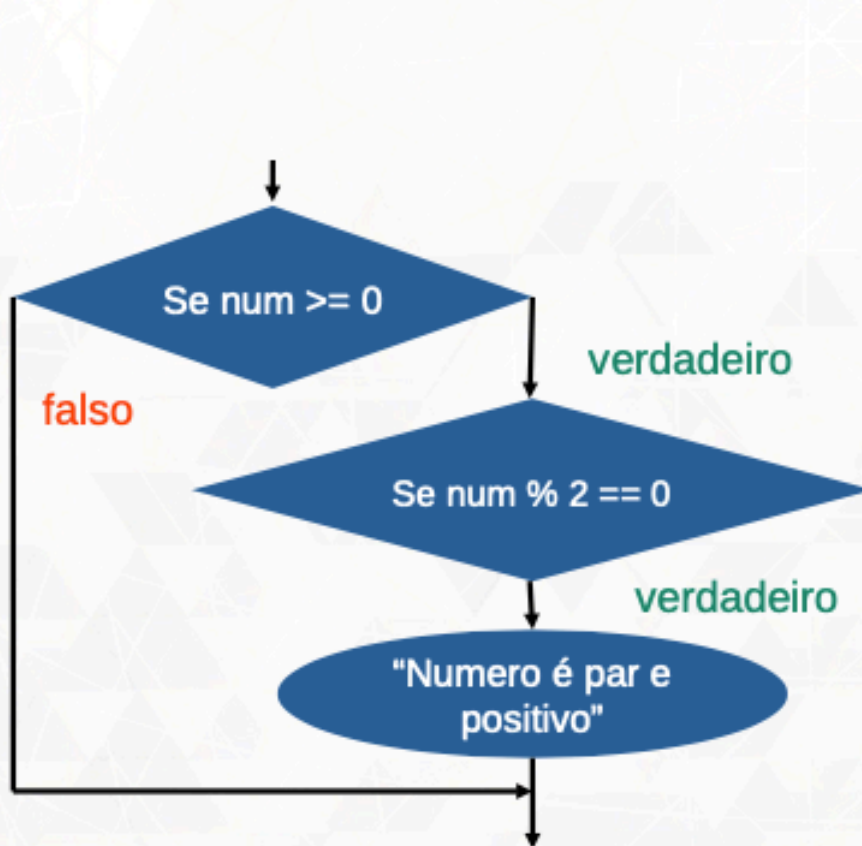 Se num >= 0
verdadeiro
falso
Se num % 2 == 0
verdadeiro
“Numero é par e
positivo”